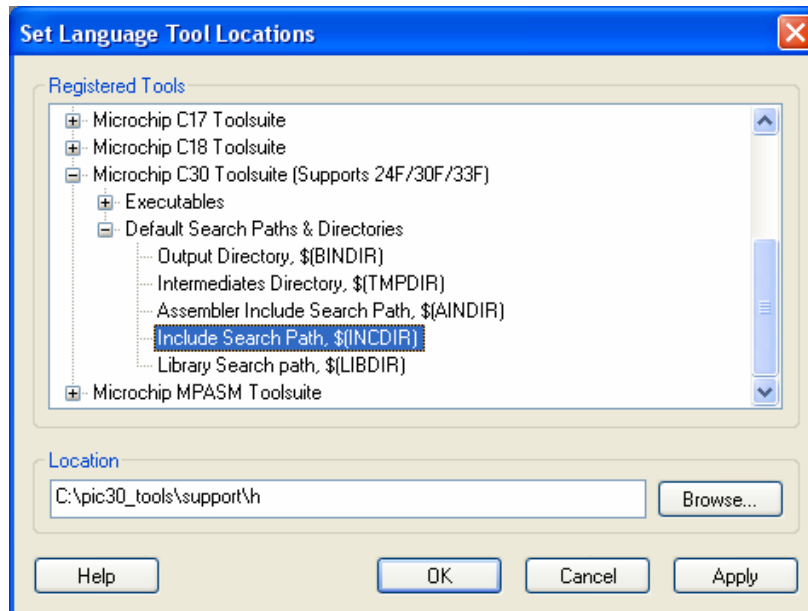 Set Language Tool Locations
Registered Tools
Microchip C17 Toolsuite
Microchip C18 Toolsuite
Microchip C30 Toolsuite (Supports 24F/30F/33F)
Executables
Default Search Paths & Directories
Output Directory, $(BINDIR)
Intermediates Directory, $(TMPDIR)
Assembler Include Search Path, $(AINDIR)
Include Search Path, $(INCDIR)
Library Search path, $(LIBDIR)
Microchip MPASM Toolsuite
Location
C:\pic30_tools\support\h
Browse...
Help OK Cancel Apply